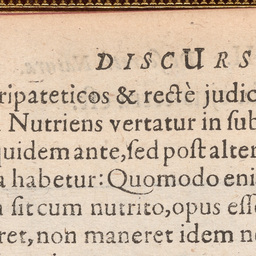 DISCURS
ripateticos & rectè judic
Nutriens vertatur in sub
quidem ante, sed post alter
a habetur: Quomodo eni
n sit cum nutrito, opus esse
ret, non maneret idem n